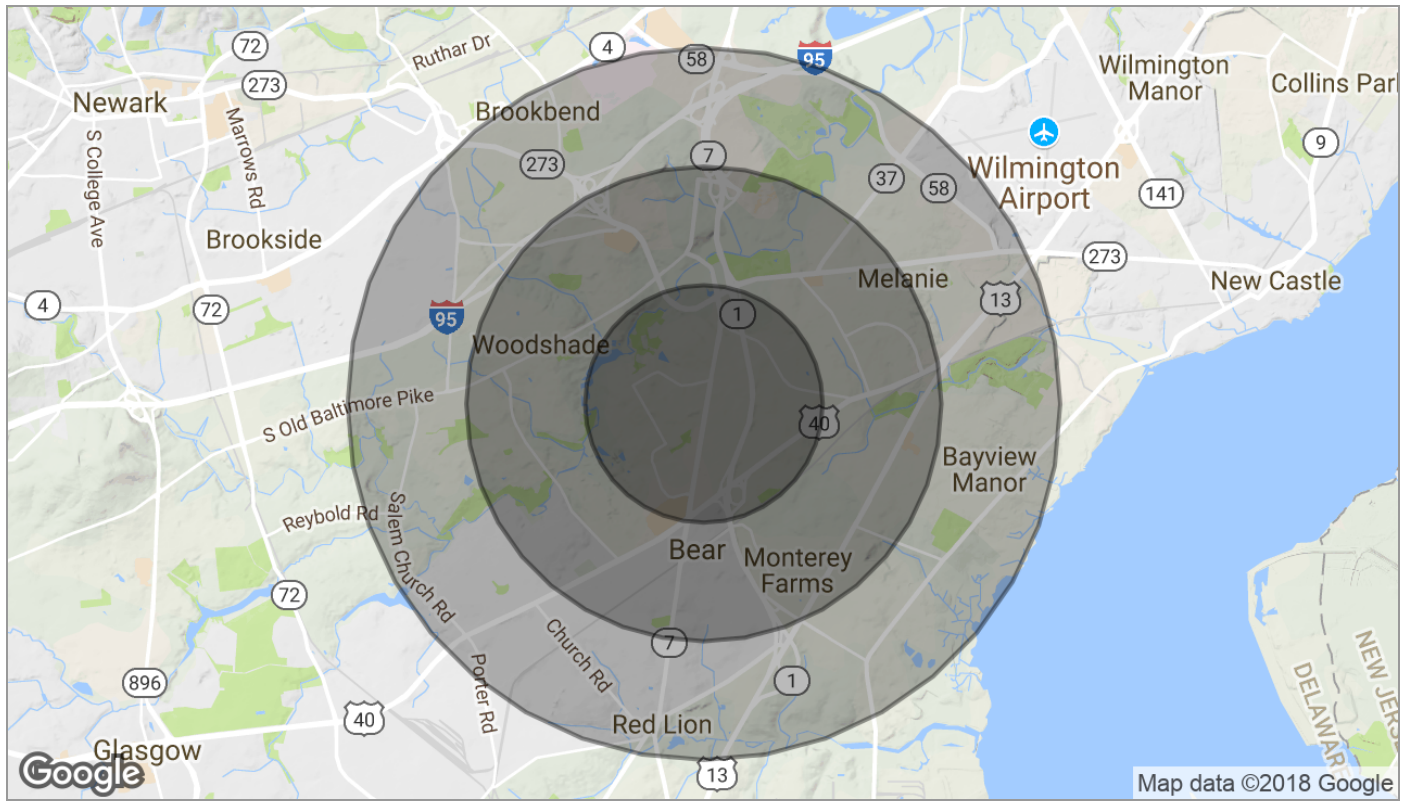 72
4
58
95
Ruthar Dr
Wilmington
Manor
273
Collins Par
Newark
Brookbend
Marrows Rd
S College Ave
9
7
273
37
58
Wilmington
Airport
141
Brookside
273
Melanie
New Castle
4
72
95
1
13
Woodshade
S Old Baltimore Pike
40
Bayview
Manor
Reybold Rd
Salem Church Rd
Bear
Monterey
Farms
72
Church Rd
7
Porter Rd
1
896
40
Red Lion
NEW JERS
DELAWARE
Glasgow
13
Google
Map data ©2018 Google